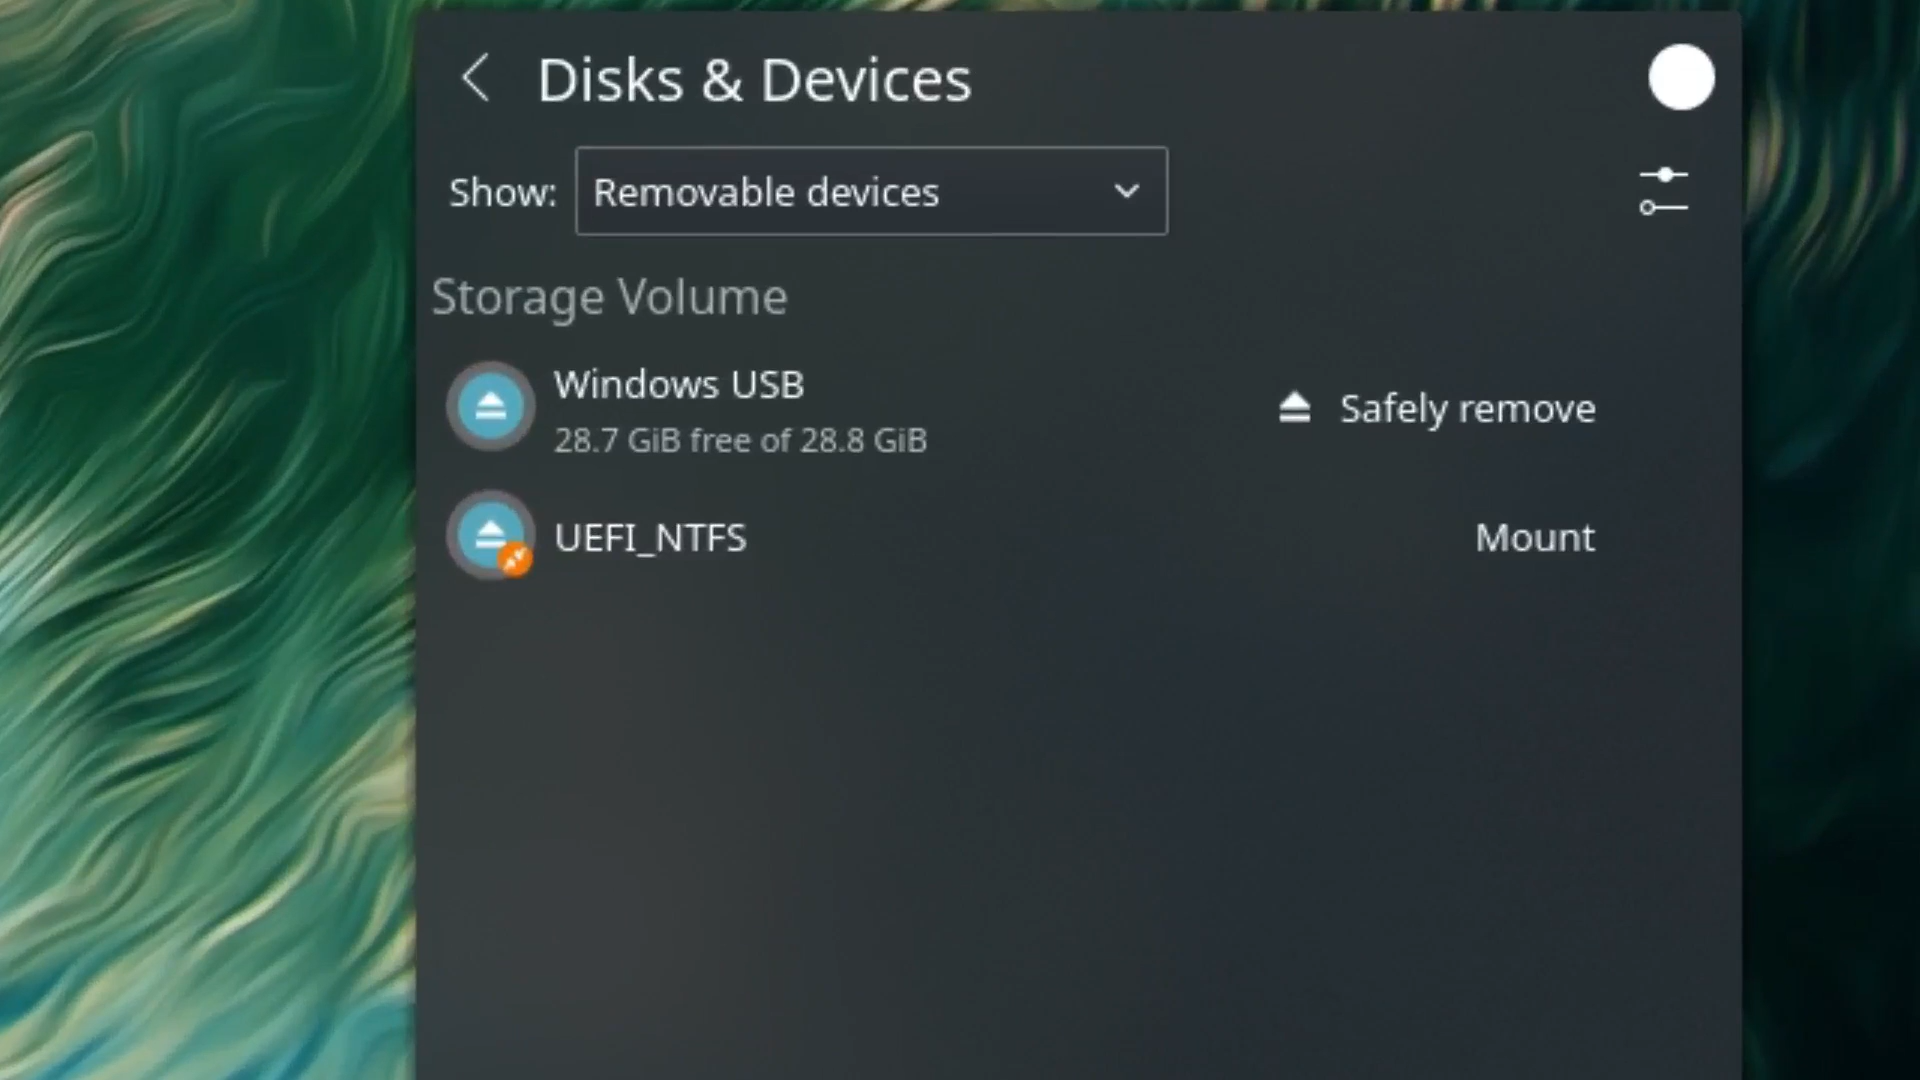 Disks & Devices
Show: Removable devices
Storage Volume
Windows USB
28.7 GiB free of 28.8 GiB
Safely remove
UEFI_NTFS
Mount